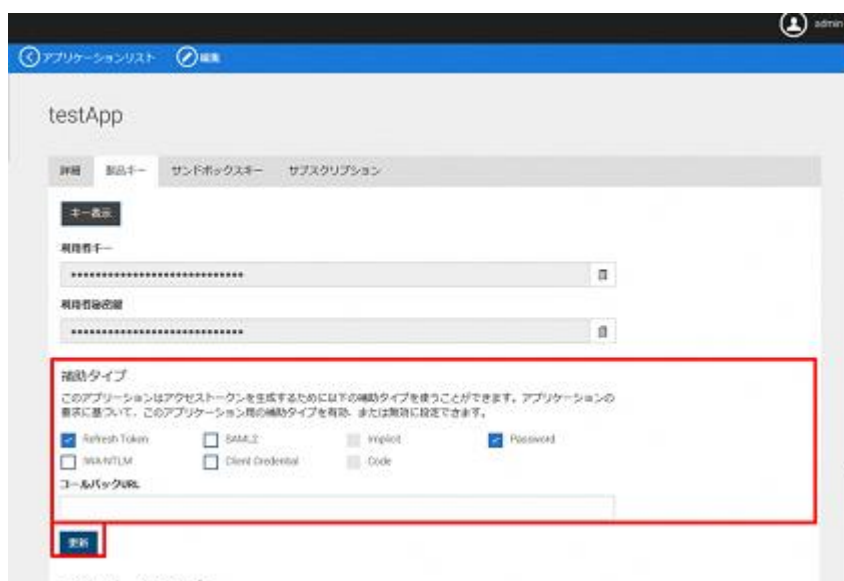 admin
アプリケーションリスト 編集
testApp
詳細 製品キー サンドボックスキー サブスクリプション
キー表示
利用者キー
•••••••••••••••••••••••••••••
利用者秘密鍵
•••••••••••••••••••••••••••••
補助タイプ
このアプリーションはアクセストークンを生成するために以下の補助タイプを使うことができます。アプリケーションの
要求に基づいて、このアプリケーション用の補助タイプを有効、または無効に設定できます。
Refresh Token SAML2 Implicit Password
IWA-NTLM Client Credential Code
コールバックURL
更新